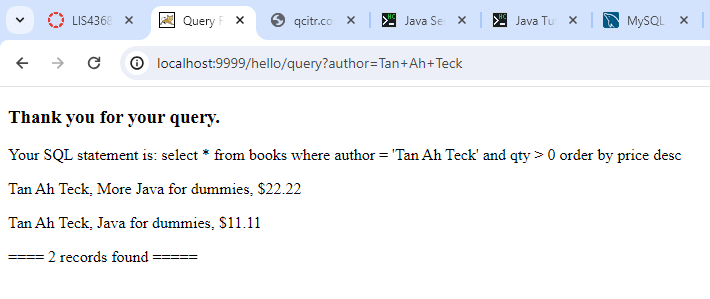 LIS4368
Query
qcitr.co
Java Se
Java Tu
MySQL
localhost:9999/hello/query?author=Tan+Ah+Teck
Thank you for your query.
Your SQL statement is: select * from books where author = 'Tan Ah Teck' and qty > 0 order by price desc
Tan Ah Teck, More Java for dummies, $22.22
Tan Ah Teck, Java for dummies, $11.11
==== 2 records found =====